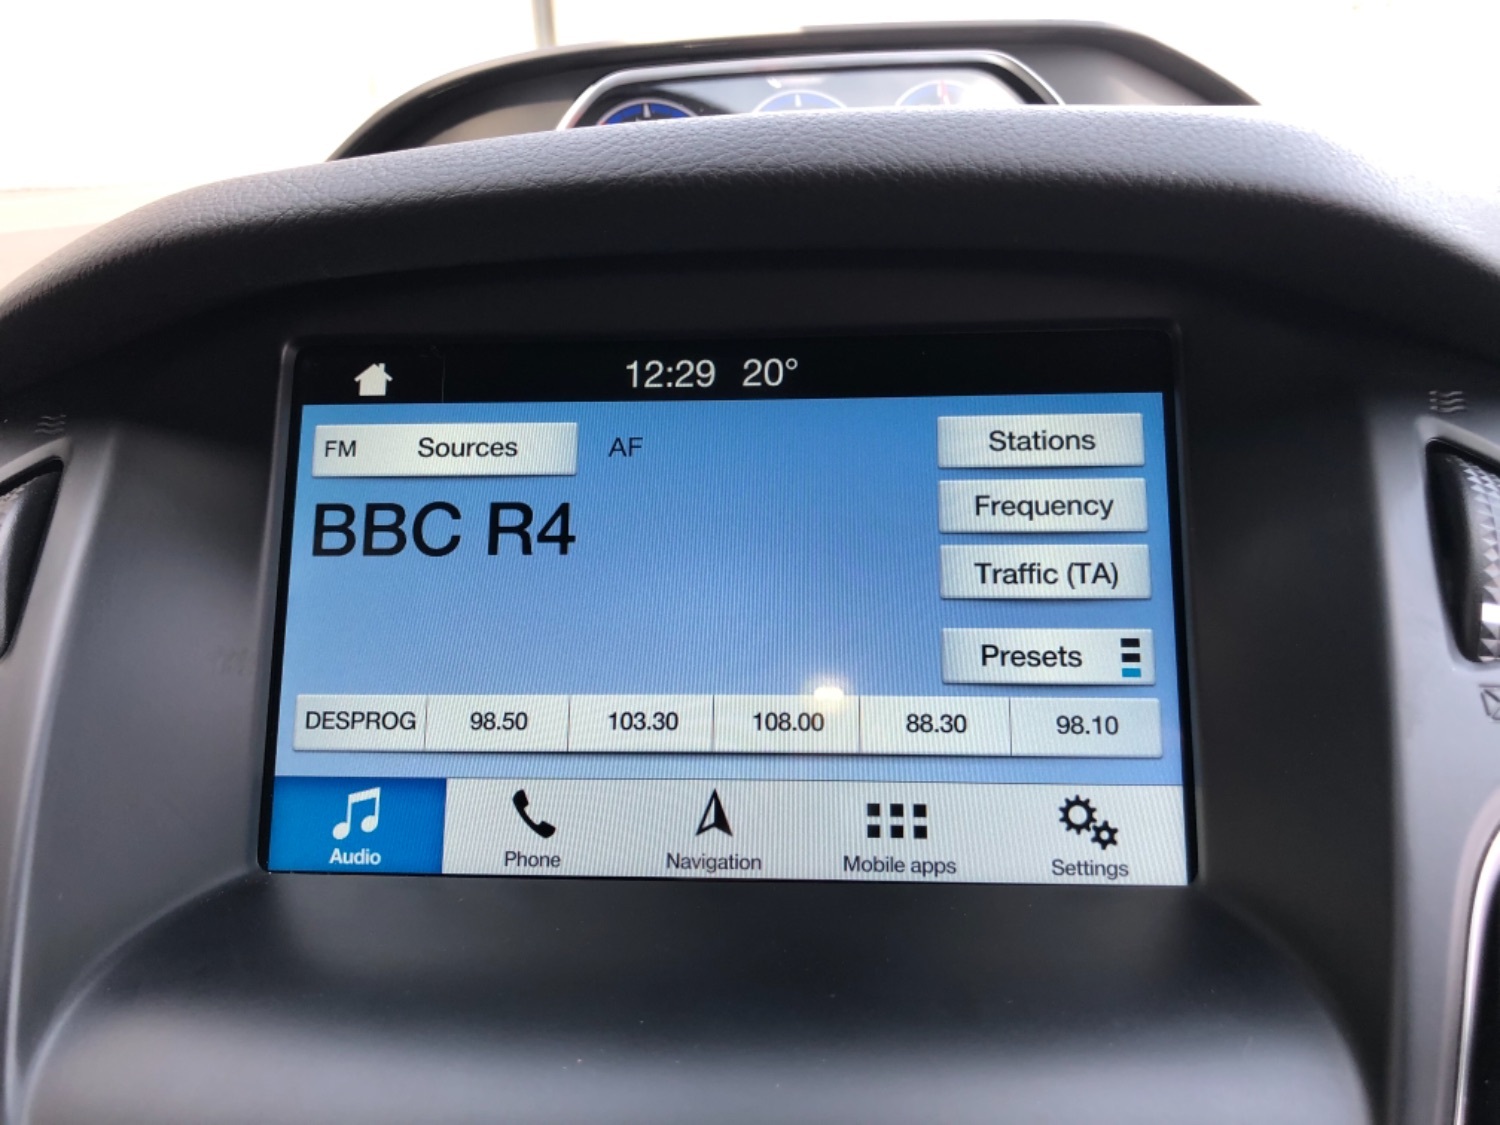 12:29 20°
FM Sources AF
Stations
BBC R4
Frequency
Traffic (TA)
Presets
DESPROG 98.50 103.30 108.00 88.30 98.10
Audio Phone Navigation Mobile apps Settings